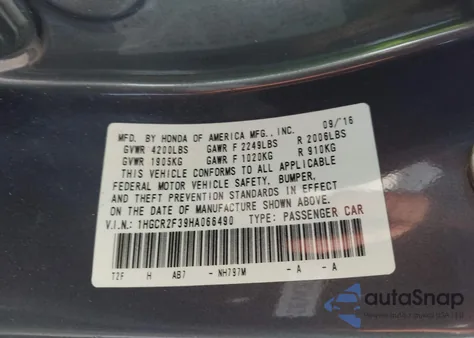 MFD. BY HONDA OF AMERICA MFG., INC. 09/16
GVWR 4200LBS GAWR F 2249LBS R 2006LBS
GVWR 1905KG GAWR F 1020KG R 910KG
THIS VEHICLE CONFORMS TO ALL APPLICABLE
FEDERAL MOTOR VEHICLE SAFETY, BUMPER,
AND THEFT PREVENTION STANDARDS IN EFFECT
ON THE DATE OF MANUFACTURE SHOWN ABOVE.
V.I.N.: 1HGCR2F39HA066490 TYPE: PASSENGER CAR
T2F H AB7 - NH797M - A - A
autoSnap